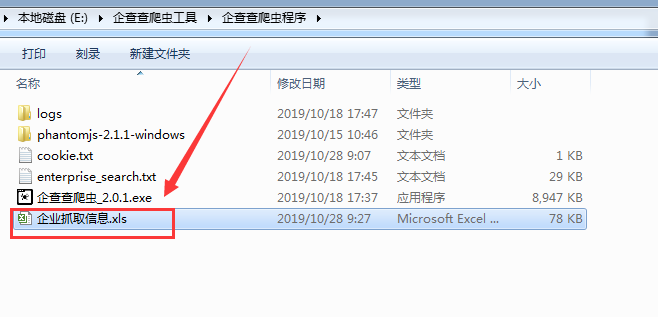 本地磁盘 (E:) 企查查爬虫工具 企查查爬虫程序
打印 刻录 新建文件夹
名称 修改日期 类型 大小
logs 2019/10/18 17:47 文件夹
phantomjs-2.1.1-windows 2019/10/15 10:46 文件夹
cookie.txt 2019/10/28 9:07 文本文档 1 KB
enterprise_search.txt 2019/10/18 17:45 文本文档 29 KB
企查查爬虫_2.0.1.exe 2019/10/18 17:37 应用程序 8,947 KB
企业抓取信息.xls 2019/10/28 9:27 Microsoft Excel ... 78 KB